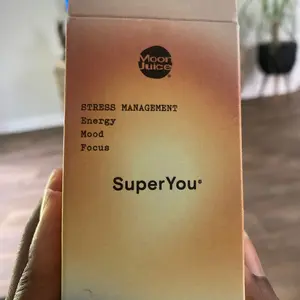 Moon
Juice®
STRESS MANAGEMENT
Energy
Mood
Focus
SuperYou®